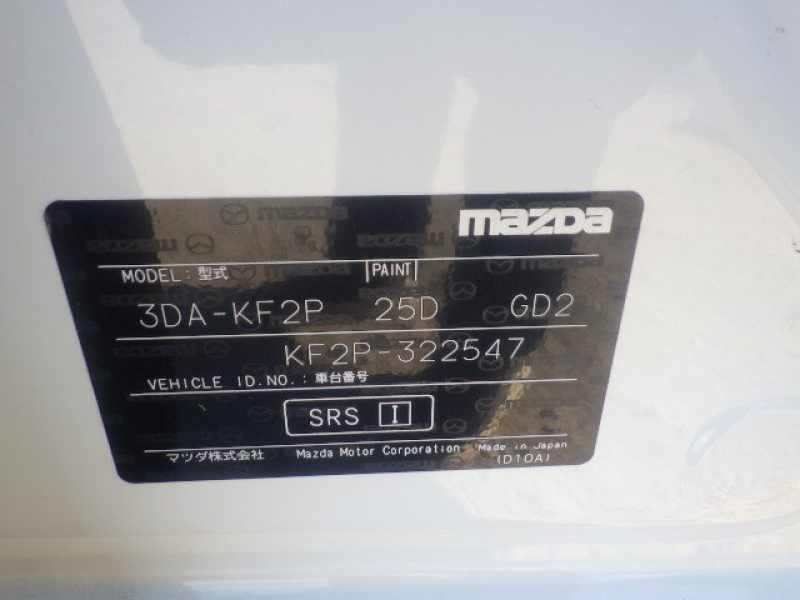 mazda
MODEL : 型式 PAINT
3DA-KF2P 25D GD2
KF2P-322547
VEHICLE ID.NO. : 車台番号
SRS I
マツダ株式会社 Mazda Motor Corporation Made in Japan
(D10A)